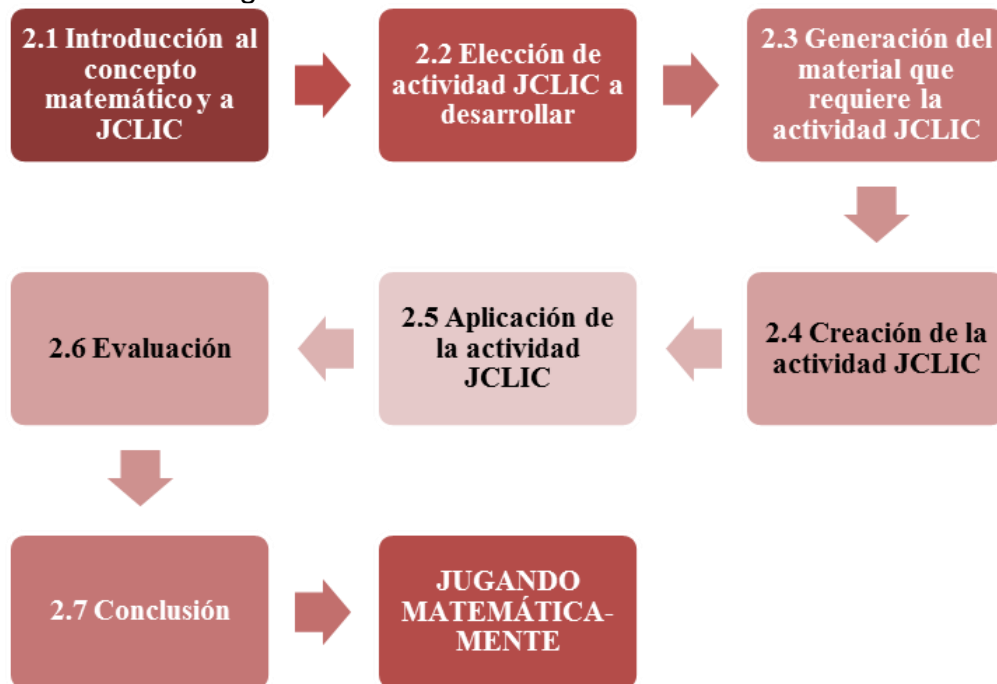 2.1 Introducción al
concepto
matemático y a
JCLIC
2.2 Elección de
actividad JCLIC a
desarrollar
2.3 Generación del
material que
requiere la
actividad JCLIC
2.4 Creación de la
actividad JCLIC
2.5 Aplicación de
la actividad
JCLIC
2.6 Evaluación
2.7 Conclusión
JUGANDO
MATEMÁTICA-
MENTE